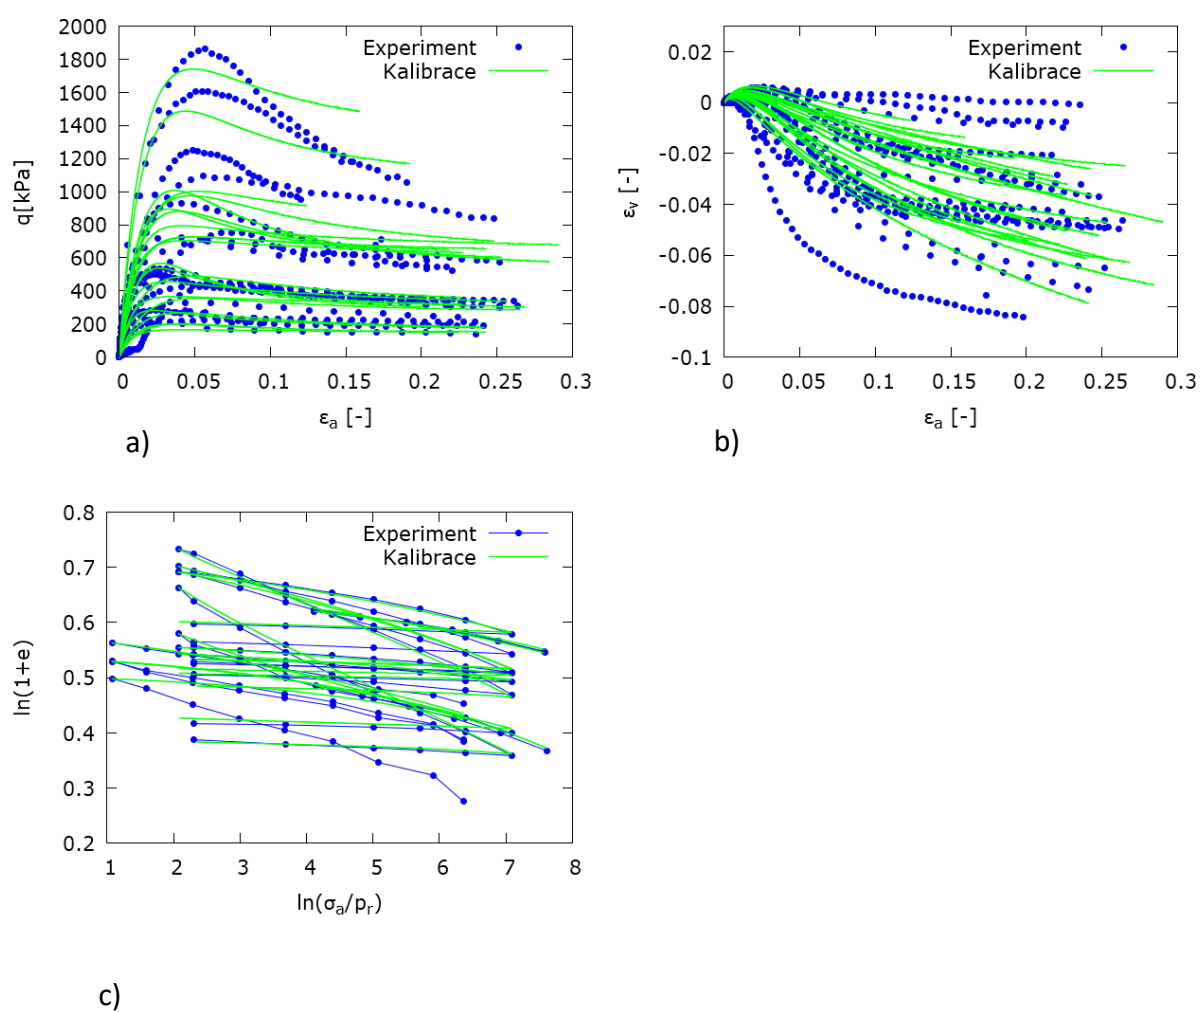 2000
1800
1600
1400
1200
1000
800
600
400
200
0
q[kPa]
Experiment
Kalibrace
0 0.05 0.1 0.15 0.2 0.25 0.3
εa [-]
a)
0.02
0
-0.02
-0.04
-0.06
-0.08
-0.1
εv [-]
Experiment
Kalibrace
0 0.05 0.1 0.15 0.2 0.25 0.3
εa [-]
b)
0.8
0.7
0.6
0.5
0.4
0.3
0.2
ln(1+e)
Experiment
Kalibrace
1 2 3 4 5 6 7 8
ln(σa/pr)
c)